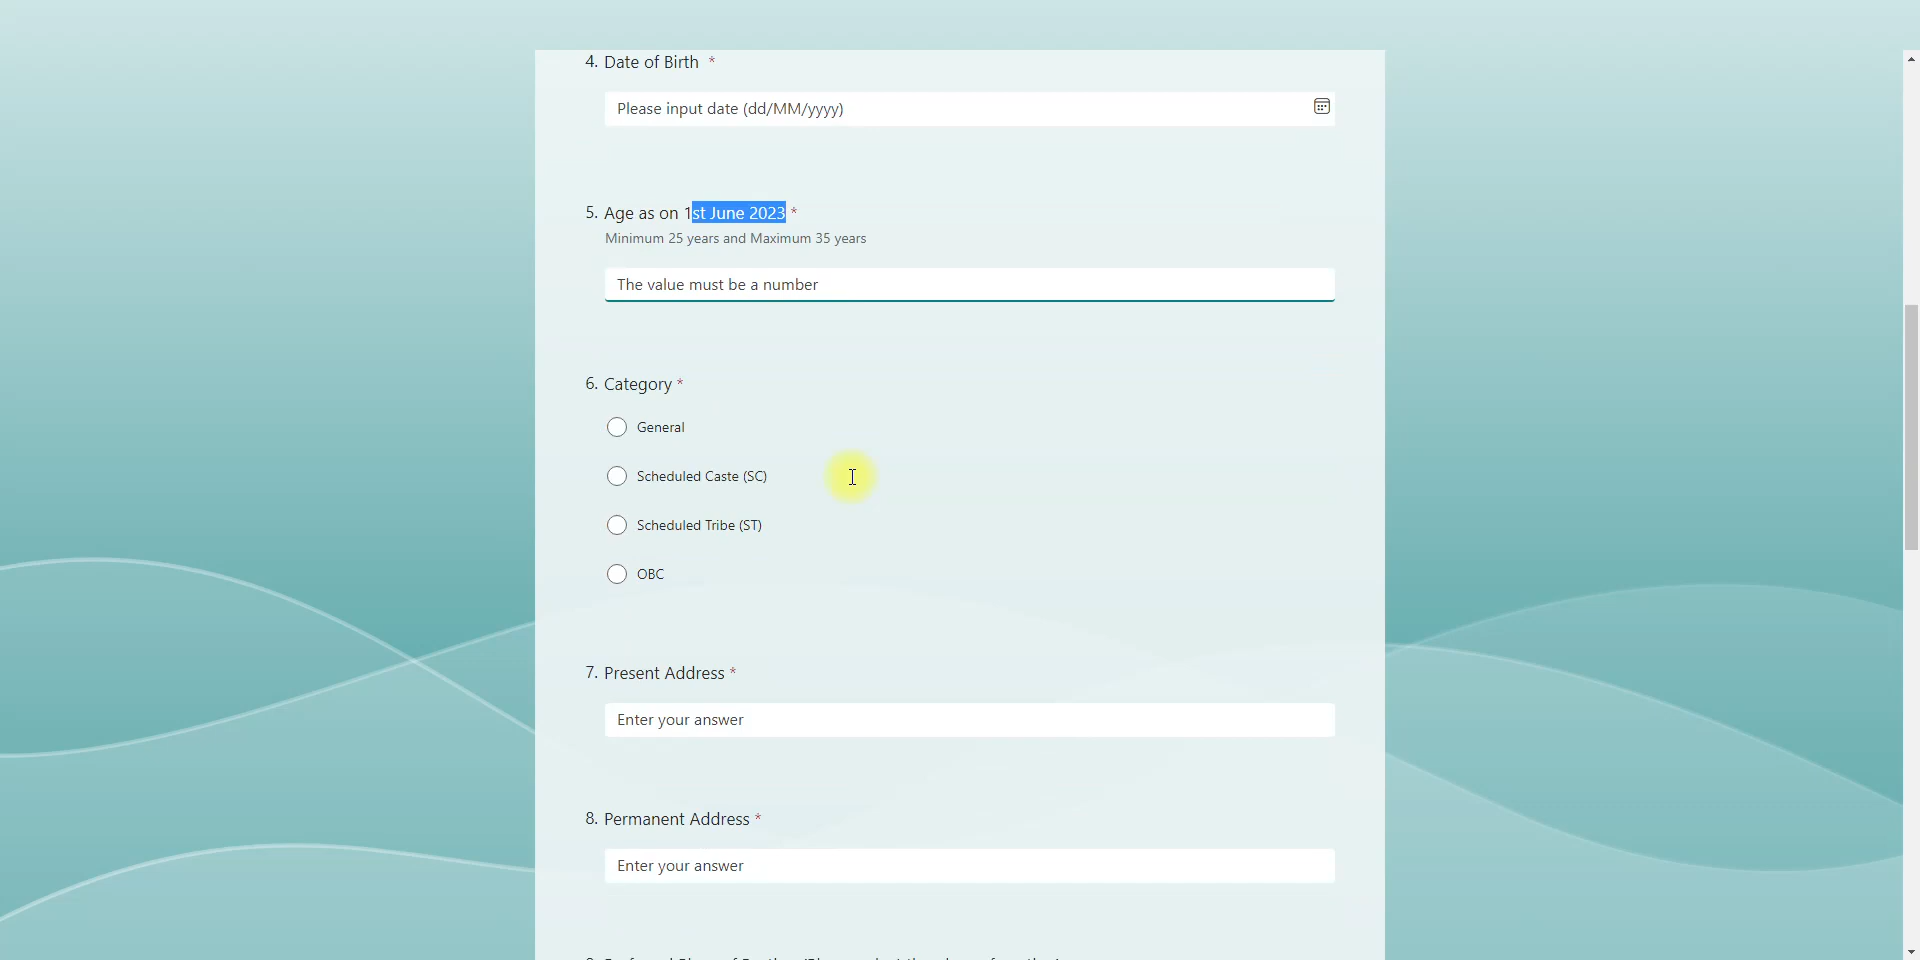 4. Date of Birth *
Please input date (dd/MM/yyyy)
5. Age as on 1st June 2023 *
Minimum 25 years and Maximum 35 years
The value must be a number
6. Category *
General
Scheduled Caste (SC)
Scheduled Tribe (ST)
OBC
7. Present Address *
Enter your answer
8. Permanent Address *
Enter your answer